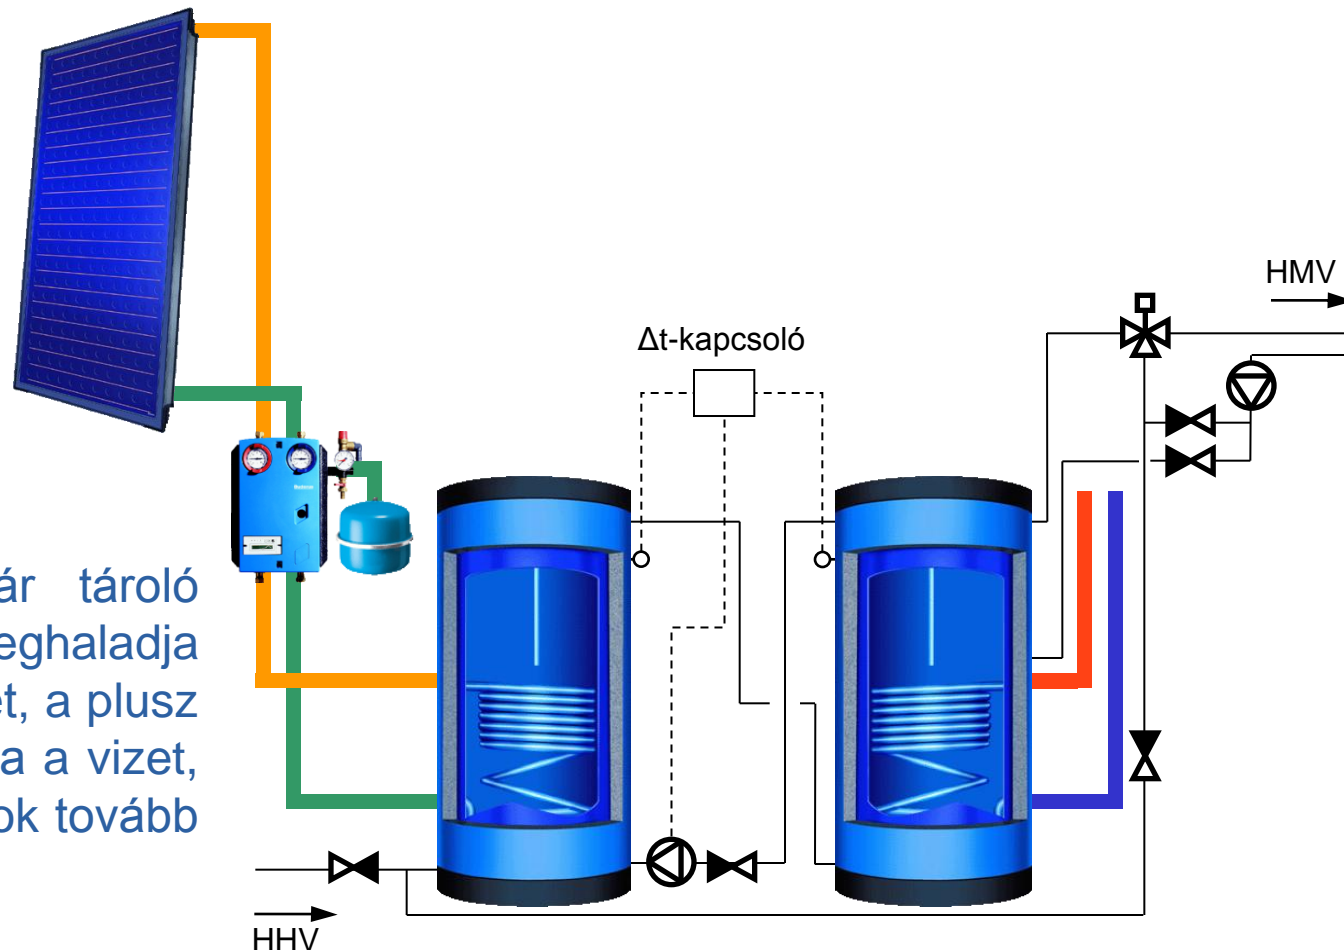 HMV
Δt-kapcsoló
ár tároló
eghaladja
et, a plusz
a a vizet,
ok tovább
HHV